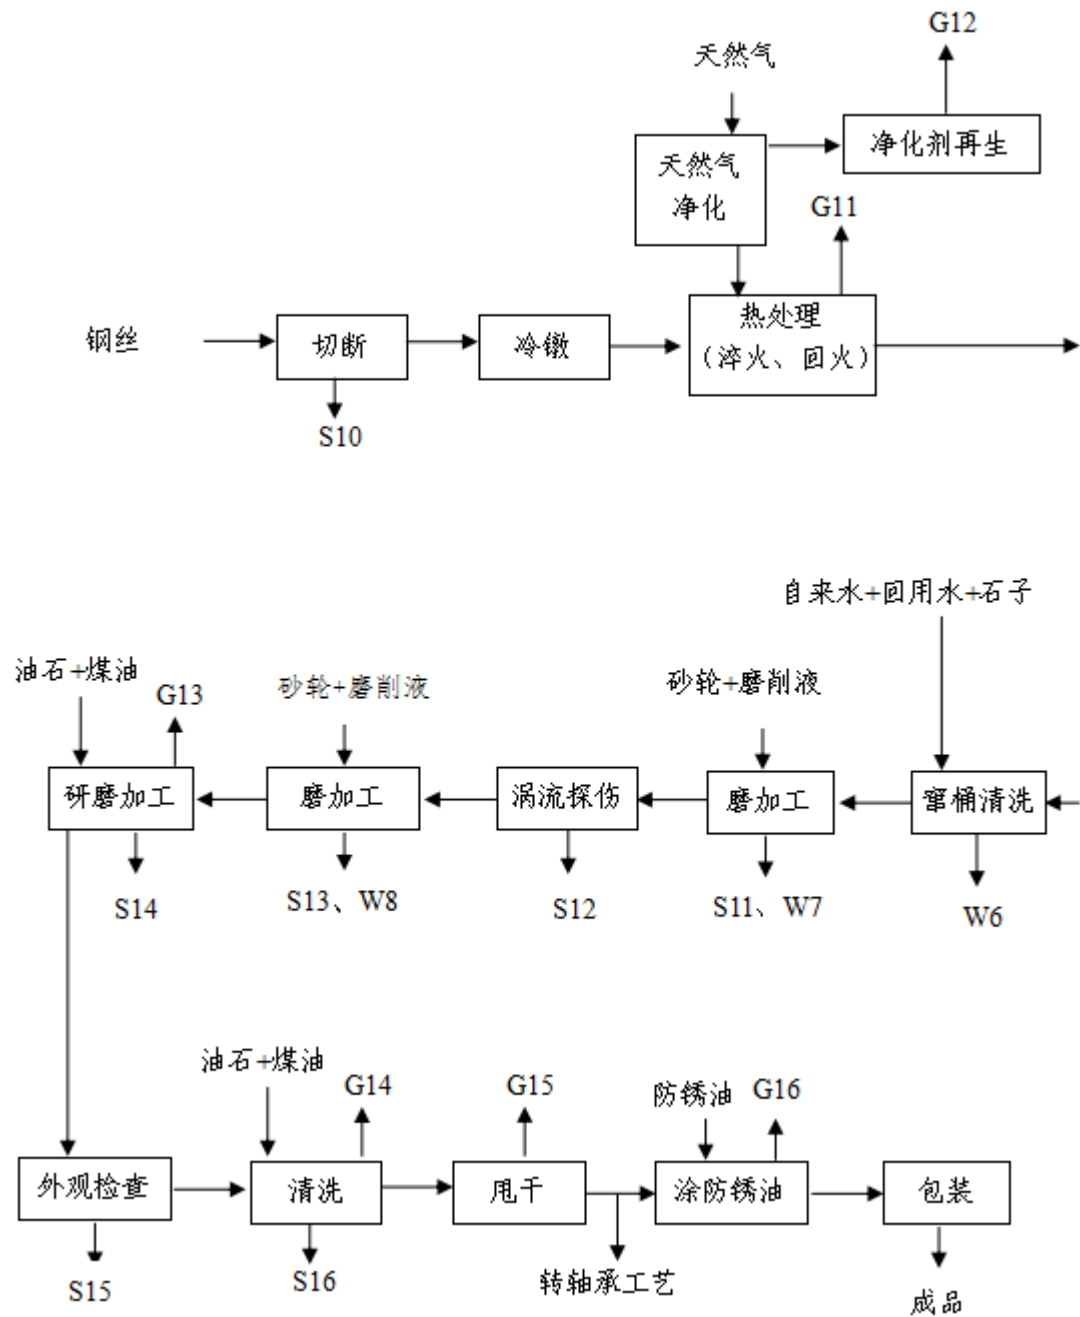 G12
天然气
净化剂再生
天然气
净化
G11
热处理
（淬火、回火）
钢丝
切断
冷镦
S10
自来水+回用水+石子
油石+煤油
G13
砂轮+磨削液
砂轮+磨削液
研磨加工
磨加工
涡流探伤
磨加工
窜桶清洗
S14
S13、W8
S12
S11、W7
W6
油石+煤油
G14
G15
防锈油
G16
外观检查
清洗
甩干
涂防锈油
包装
S15
S16
转轴承工艺
成品